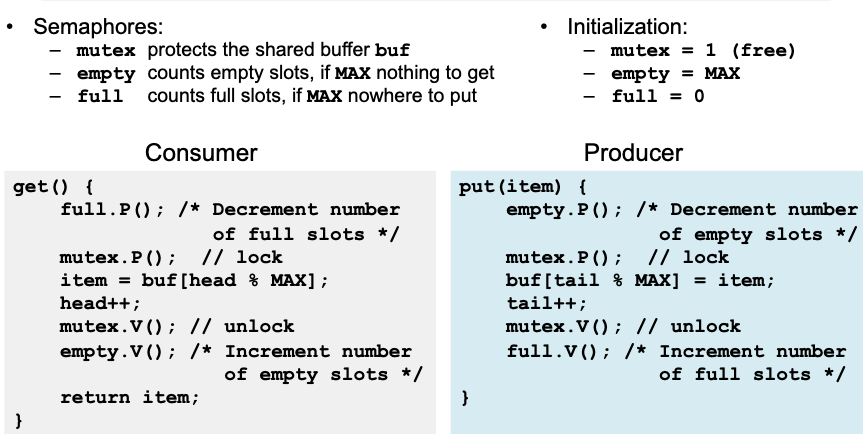 • Semaphores:
– mutex protects the shared buffer buf
– empty counts empty slots, if MAX nothing to get
– full counts full slots, if MAX nowhere to put
• Initialization:
– mutex = 1 (free)
– empty = MAX
– full = 0
Consumer
get() {
full.P(); /* Decrement number
of full slots */
mutex.P(); // lock
item = buf[head % MAX];
head++;
mutex.V(); // unlock
empty.V(); /* Increment number
of empty slots */
return item;
}
Producer
put(item) {
empty.P(); /* Decrement number
of empty slots */
mutex.P(); // lock
buf[tail % MAX] = item;
tail++;
mutex.V(); // unlock
full.V(); /* Increment number
of full slots */
}